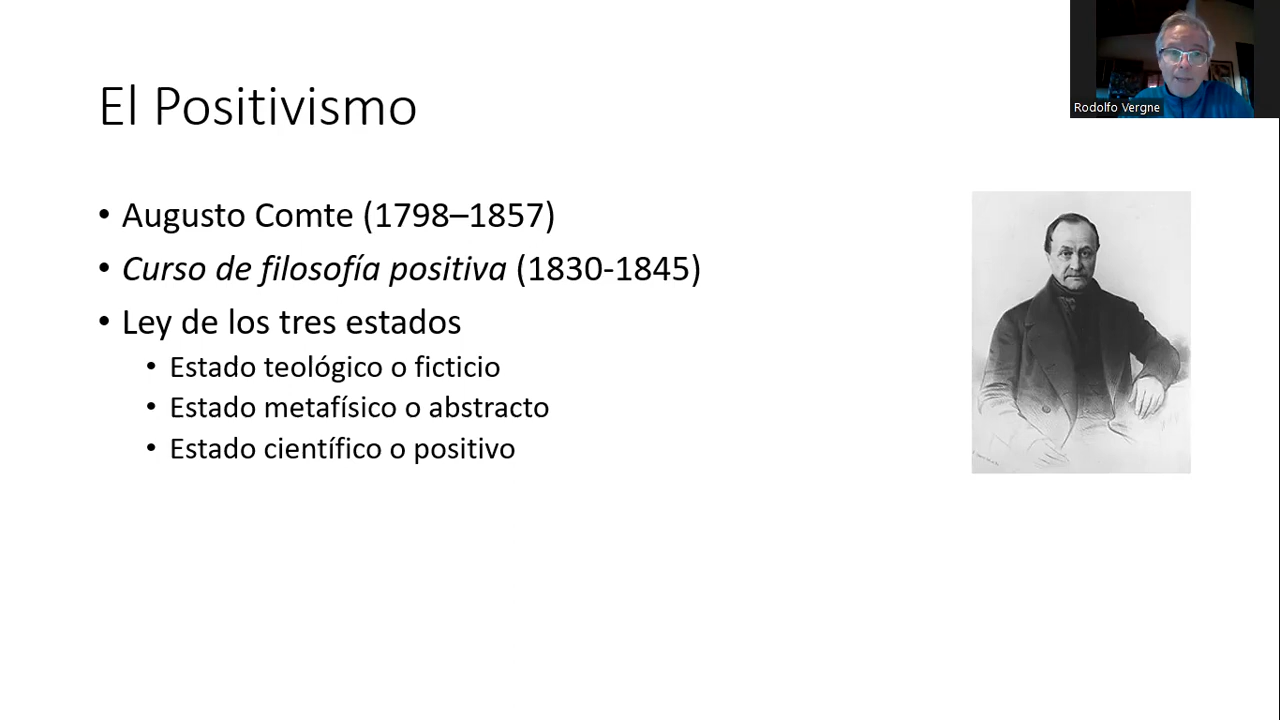 El Positivismo
Rodolfo Vergne
• Augusto Comte (1798–1857)
• Curso de filosofía positiva (1830-1845)
• Ley de los tres estados
• Estado teológico o ficticio
• Estado metafísico o abstracto
• Estado científico o positivo